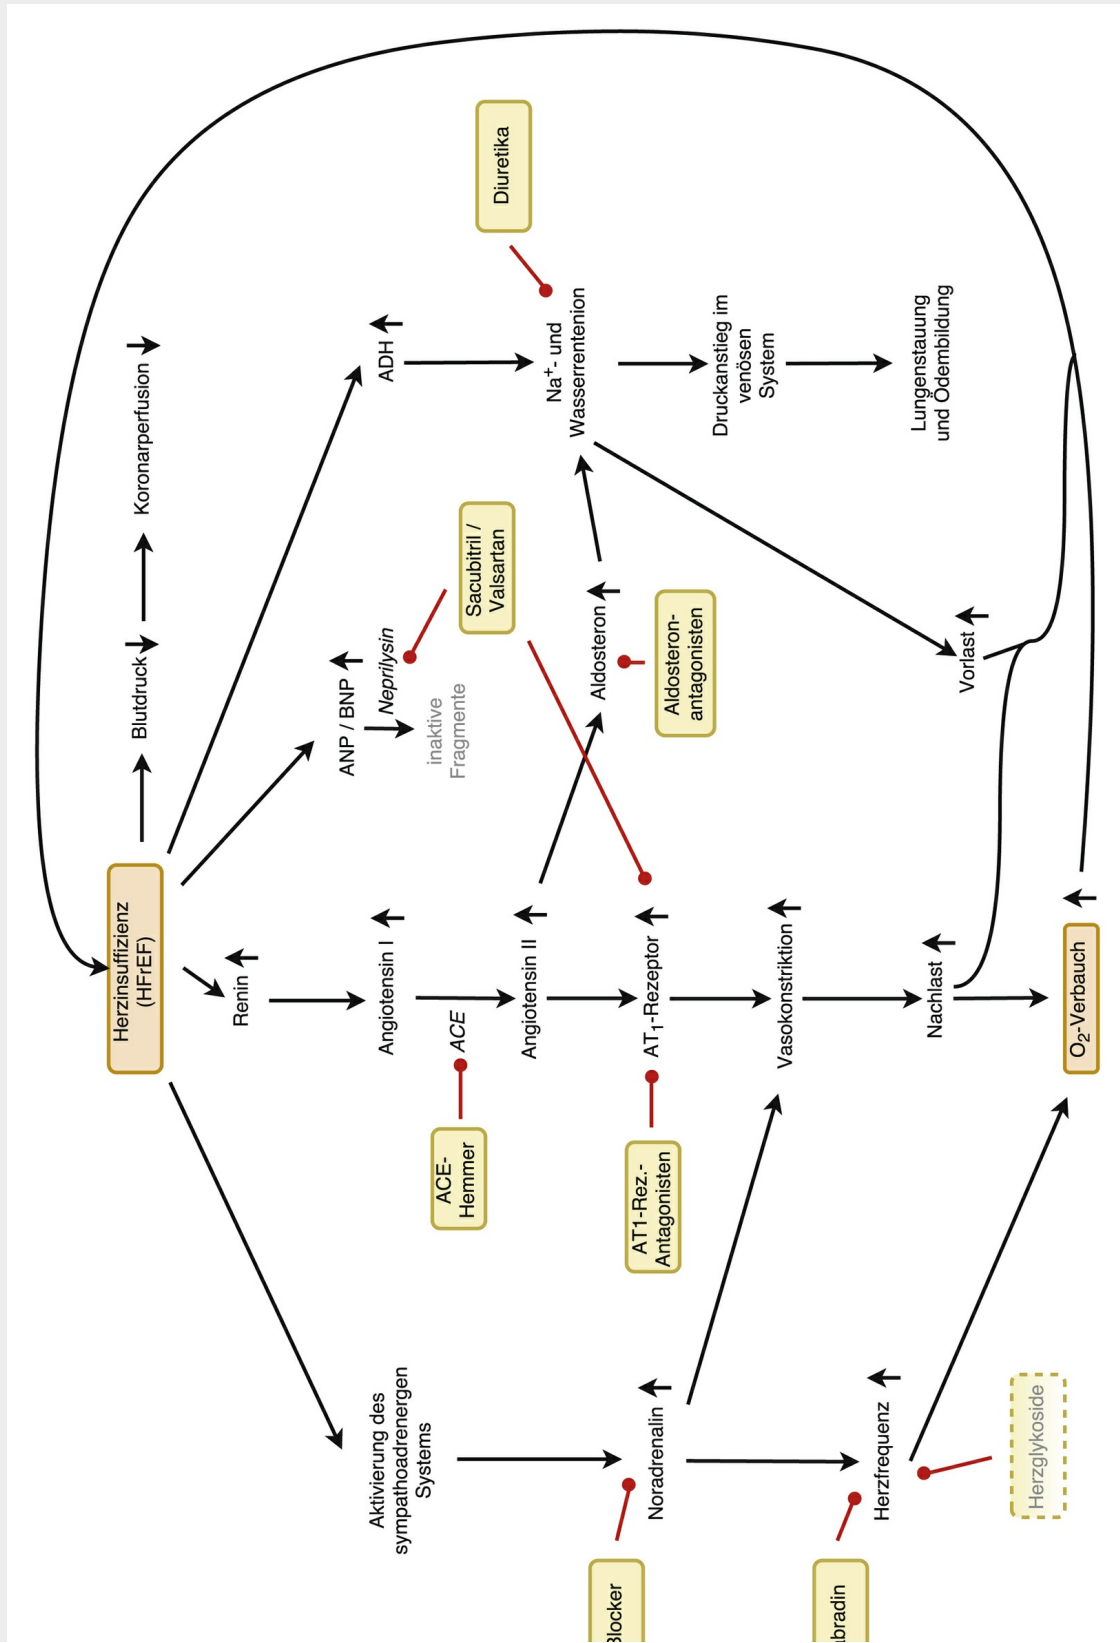 Herzinsuffizienz
(HFrEF)
Blutdruck
Koronarperfusion
Renin
ANP / BNP
Neprilysin
inaktive
Fragmente
ADH
Aktivierung des
sympathoadrenergen
Systems
Angiotensin I
ACE
ACE-
Hemmer
Sacubitril /
Valsartan
Diuretika
Angiotensin II
Na⁺- und
Wasserrentenion
Aldosteron
Aldosteron-
antagonisten
AT₁-Rezeptor
AT1-Rez.-
Antagonisten
Noradrenalin
Blocker
Druckanstieg im
venösen
System
Vasokonstriktion
Herzfrequenz
abradin
Nachlast
Vorlast
Lungenstauung
und Ödembildung
Herzglykoside
O₂-Verbauch